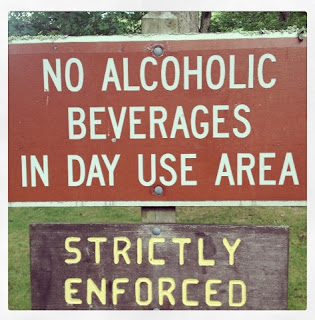 NO ALCOHOLIC
BEVERAGES
IN DAY USE AREA
STRICTLY
ENFORCED